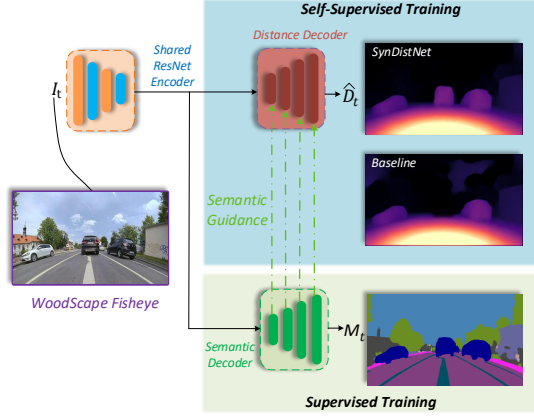 Self-Supervised Training
Shared
ResNet
Encoder
Distance Decoder
SynDistNet
I_t
D̂_t
Baseline
Semantic
Guidance
WoodScape Fisheye
Semantic
Decoder
M_t
Supervised Training